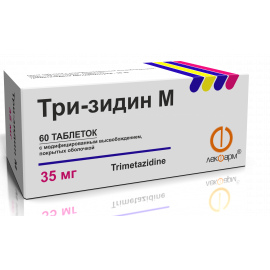 Три-зидин М
60 ТАБЛЕТОК
с модифицированным высвобождением,
покрытых оболочкой
35 мг
Trimetazidine
лекфарм®